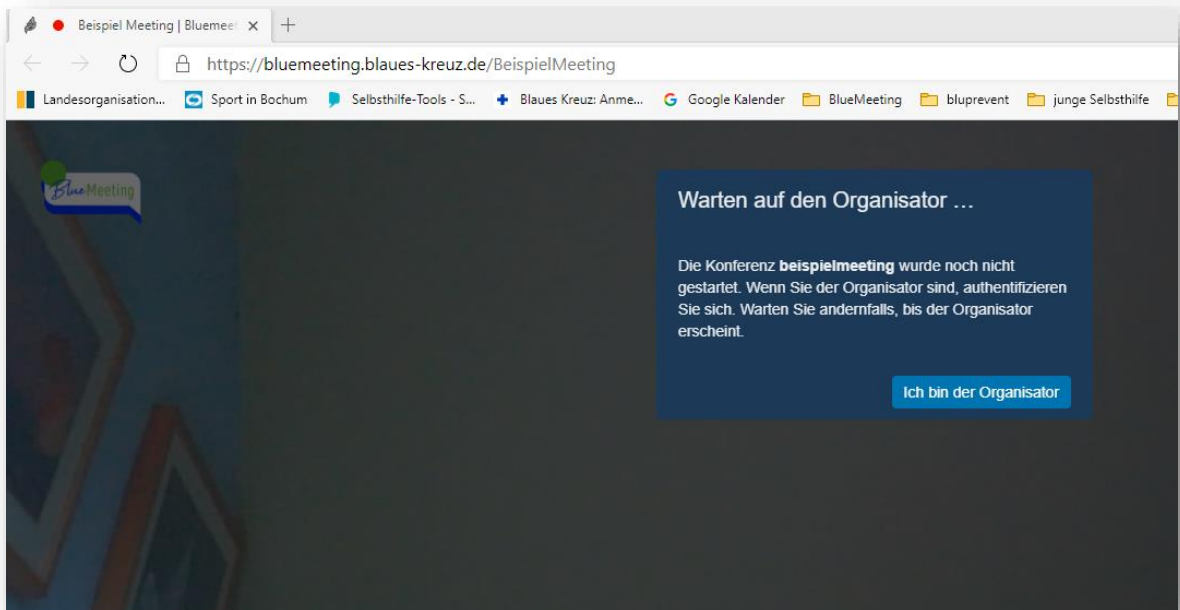 Beispiel Meeting | Bluemeet
https://bluemeeting.blaues-kreuz.de/BeispielMeeting
Landesorganisation... Sport in Bochum Selbsthilfe-Tools - S... Blaues Kreuz: Anme... Google Kalender BlueMeeting bluprevent junge Selbsthilfe
BlueMeeting
Warten auf den Organisator …
Die Konferenz beispielmeeting wurde noch nicht
gestartet. Wenn Sie der Organisator sind, authentifizieren
Sie sich. Warten Sie andernfalls, bis der Organisator
erscheint.
Ich bin der Organisator